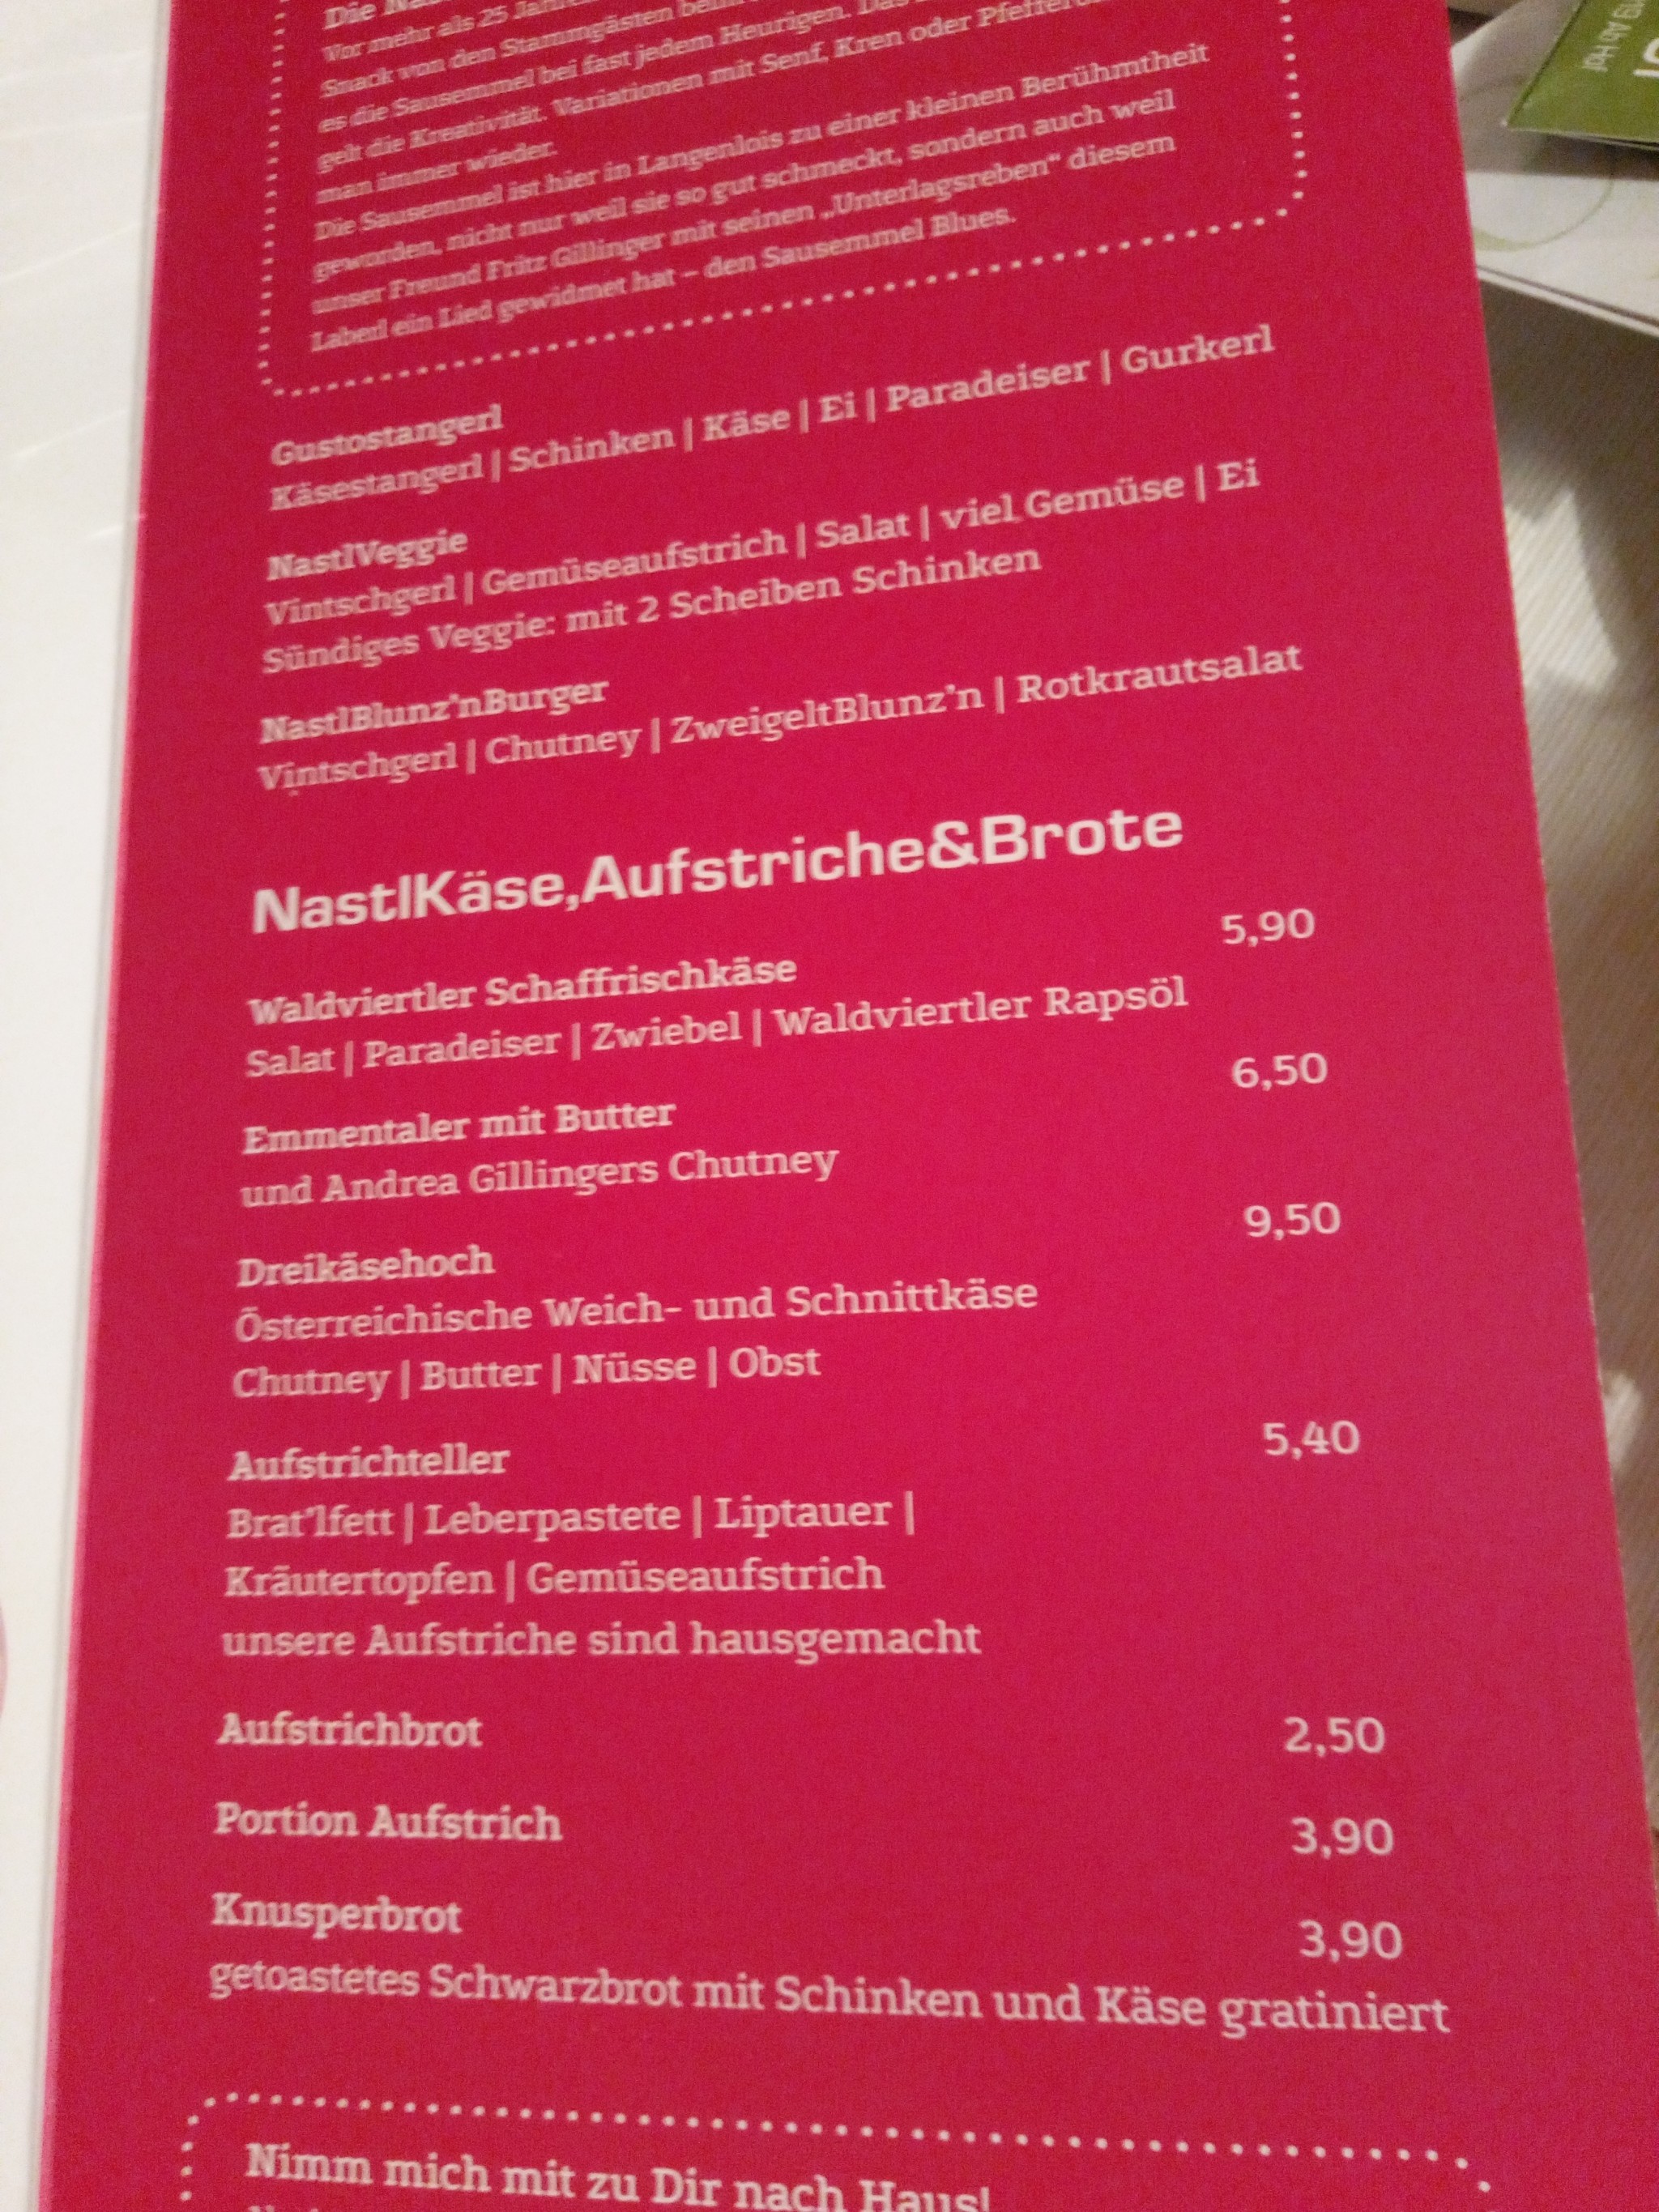 Vor mehr als 25
Snack von den Stammgästen
es die Sausemmel bei fast jedem Heurigen.
gelt die Kreativität. Variationen mit Senf, Kren oder
man immer wieder.
Die Sausemmel ist hier in Langenlois zu einer kleinen Berühmtheit
geworden, nicht nur weil sie so gut schmeckt, sondern auch weil
unser Freund Fritz Gillinger mit seinen „Unterlagsreben“ diesem
Laberl ein Lied gewidmet hat – den Sausemmel Blues.
Gustostangerl
Käsestangerl | Schinken | Käse | Ei | Paradeiser | Gurkerl
NastlVeggie
Vintschgerl | Gemüseaufstrich | Salat | viel Gemüse | Ei
Sündiges Veggie: mit 2 Scheiben Schinken
NastlBlunz'nBurger
Vintschgerl | Chutney | ZweigeltBlunz'n | Rotkrautsalat
NastlKäse,Aufstriche&Brote
Waldviertler Schaffrischkäse 5,90
Salat | Paradeiser | Zwiebel | Waldviertler Rapsöl
Emmentaler mit Butter 6,50
und Andrea Gillingers Chutney
Dreikäsehoch 9,50
Österreichische Weich- und Schnittkäse
Chutney | Butter | Nüsse | Obst
Aufstrichteller 5,40
Brat'lfett | Leberpastete | Liptauer |
Kräutertopfen | Gemüseaufstrich
unsere Aufstriche sind hausgemacht
Aufstrichbrot 2,50
Portion Aufstrich 3,90
Knusperbrot 3,90
getoastetes Schwarzbrot mit Schinken und Käse gratiniert
Nimm mich mit zu Dir nach Haus!